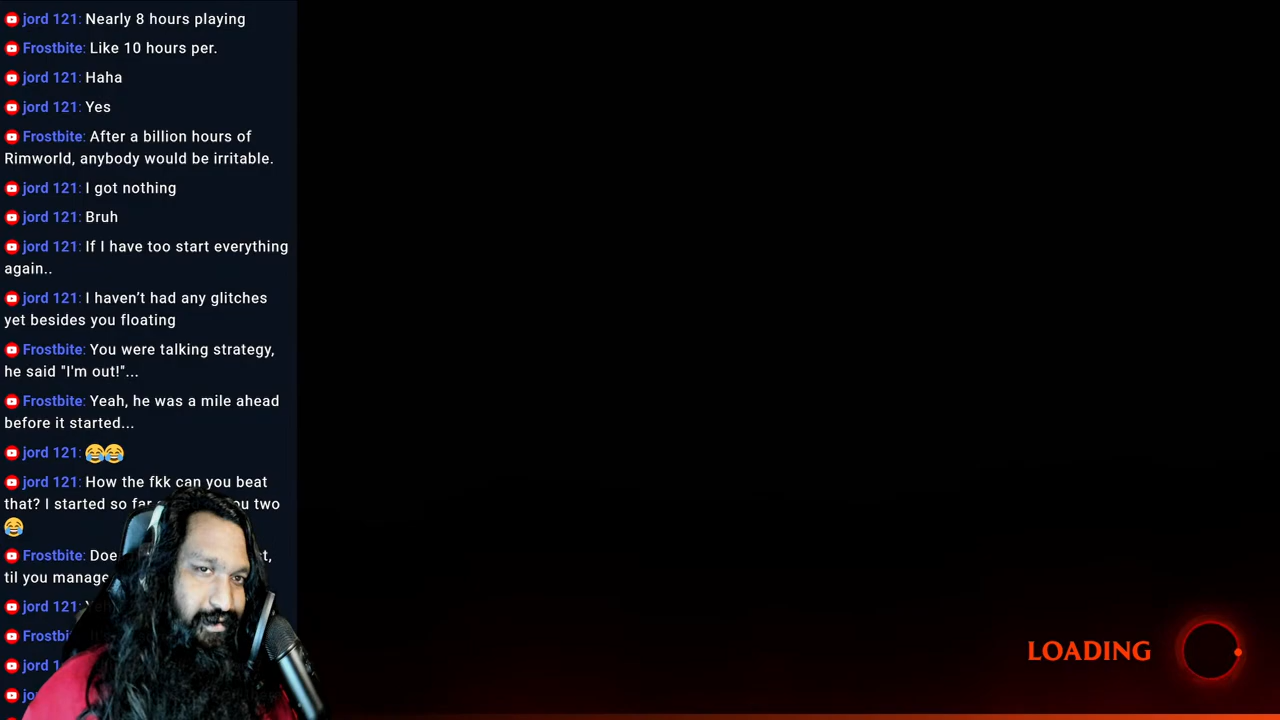 jord 121: Nearly 8 hours playing
Frostbite: Like 10 hours per.
jord 121: Haha
jord 121: Yes
Frostbite: After a billion hours of
Rimworld, anybody would be irritable.
jord 121: I got nothing
jord 121: Bruh
jord 121: If I have too start everything
again..
jord 121: I haven’t had any glitches
yet besides you floating
Frostbite: You were talking strategy,
he said "I'm out!"...
Frostbite: Yeah, he was a mile ahead
before it started...
jord 121: 😂😂
jord 121: How the fkk can you beat
that? I started so far you two
😂
Frostbite:
til you manage
jord 121:
LOADING